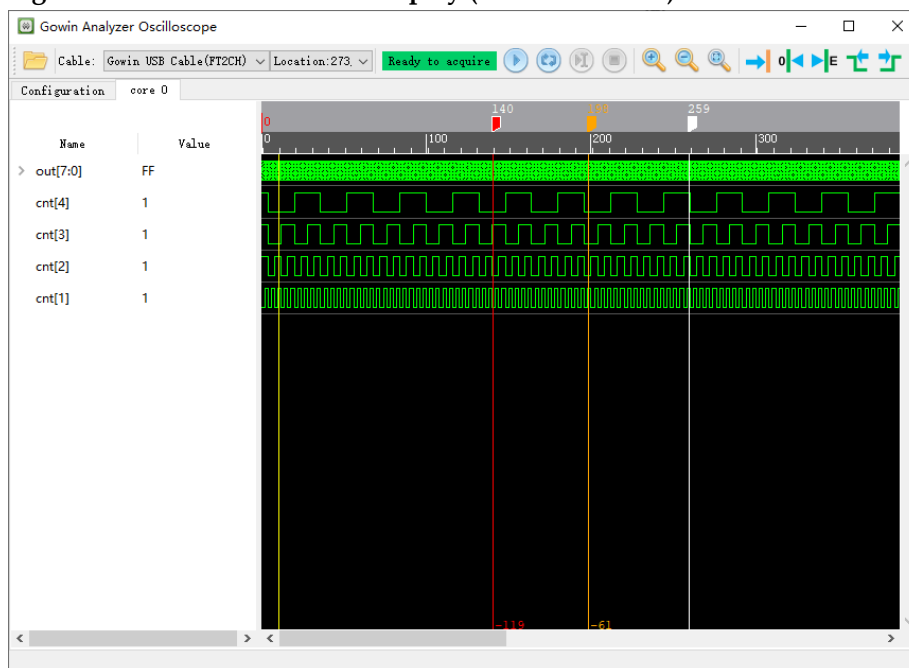 Gowin Analyzer Oscilloscope
Cable: Gowin USB Cable(FT2CH) Location:273. Ready to acquire 0 E
Configuration core 0
140 198 259
0
Name Value 0 100 200 300
out[7:0] FF
cnt[4] 1
cnt[3] 1
cnt[2] 1
cnt[1] 1
-119 -61